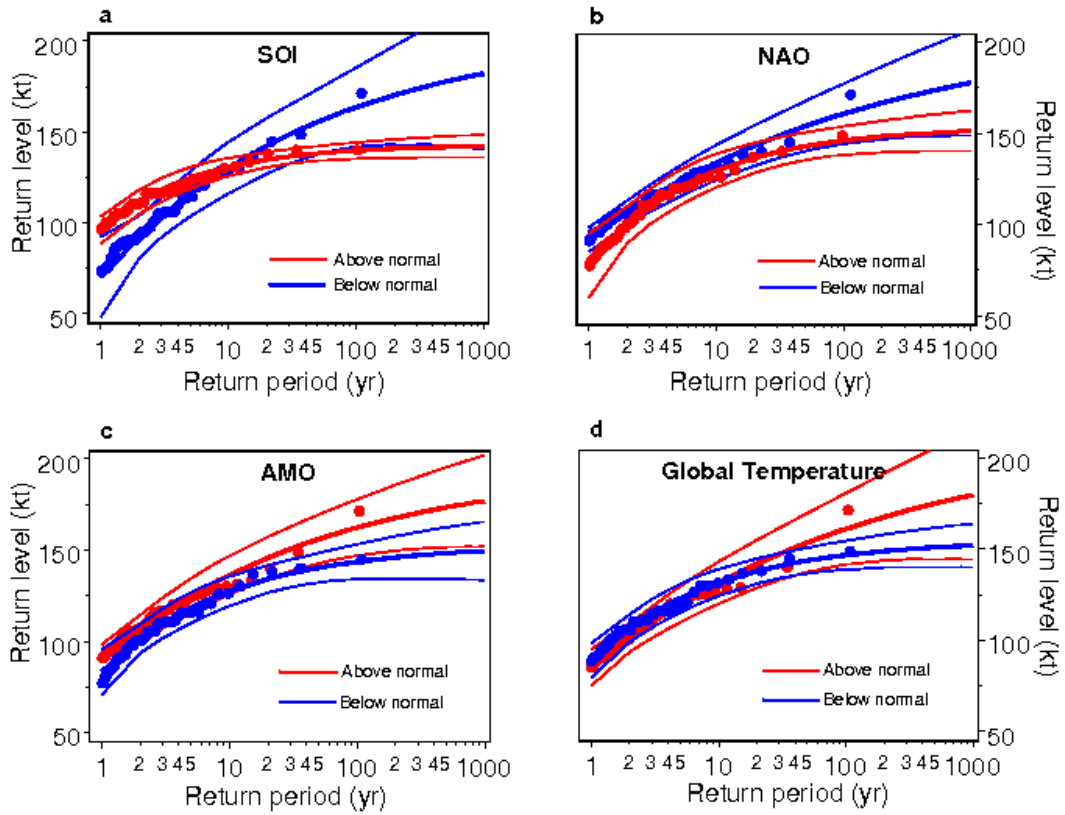 a
SOI
Return level (kt)
200
150
100
50
Above normal
Below normal
1 2 3 4 5 10 2 3 4 5 100 2 3 4 5 1000
Return period (yr)
b
NAO
Return level (kt)
200
150
100
50
Above normal
Below normal
1 2 3 4 5 10 2 3 4 5 100 2 3 4 5 1000
Return period (yr)
c
AMO
Return level (kt)
200
150
100
50
Above normal
Below normal
1 2 3 4 5 10 2 3 4 5 100 2 3 4 5 1000
Return period (yr)
d
Global Temperature
Return level (kt)
200
150
100
50
Above normal
Below normal
1 2 3 4 5 10 2 3 4 5 100 2 3 4 5 1000
Return period (yr)